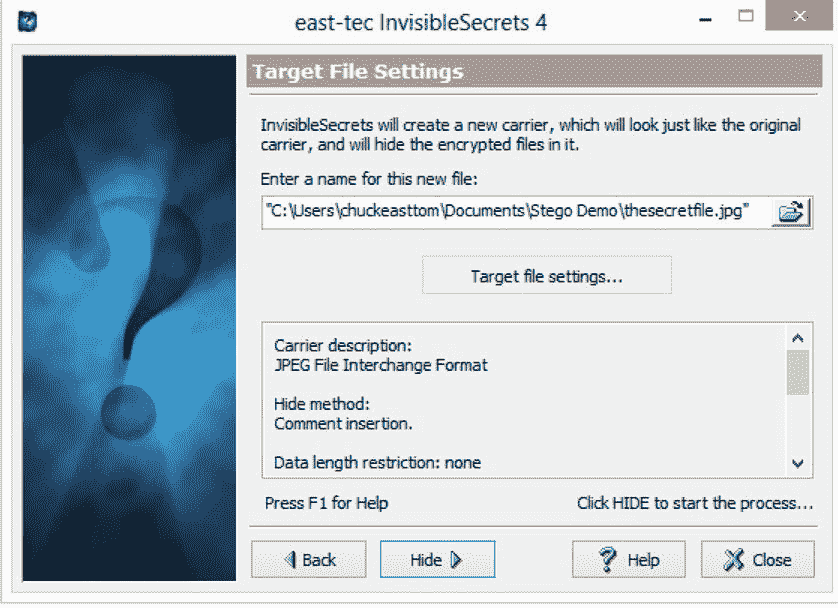 east-tec InvisibleSecrets 4
Target File Settings
InvisibleSecrets will create a new carrier, which will look just like the original
carrier, and will hide the encrypted files in it.
Enter a name for this new file:
"C:\Users\chuckeasttom\Documents\Stego Demo\thesecretfile.jpg"
Target file settings...
Carrier description:
JPEG File Interchange Format
Hide method:
Comment insertion.
Data length restriction: none
Press F1 for Help Click HIDE to start the process...
Back Hide Help Close